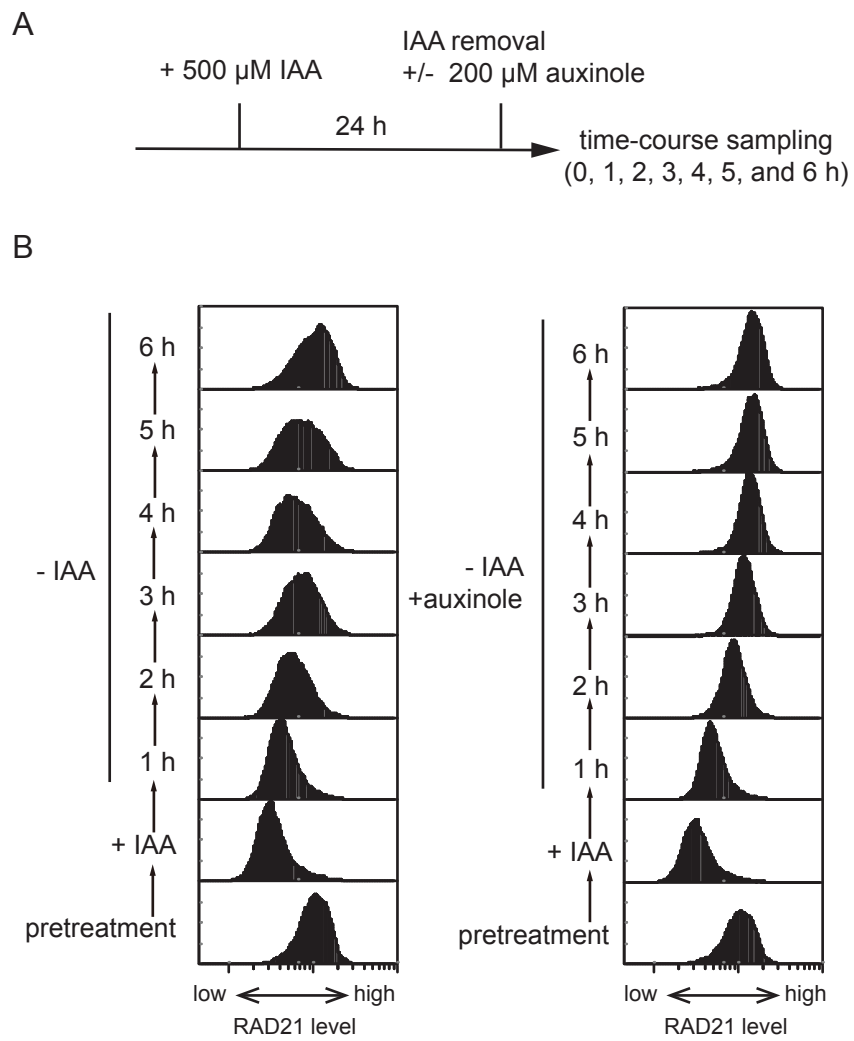 A
+ 500 µM IAA
IAA removal
+/- 200 µM auxinole
24 h
time-course sampling
(0, 1, 2, 3, 4, 5, and 6 h)
B
6 h
5 h
4 h
- IAA
3 h
2 h
1 h
+ IAA
pretreatment
low
high
RAD21 level
6 h
5 h
4 h
- IAA
+auxinole
3 h
2 h
1 h
+ IAA
pretreatment
low
high
RAD21 level